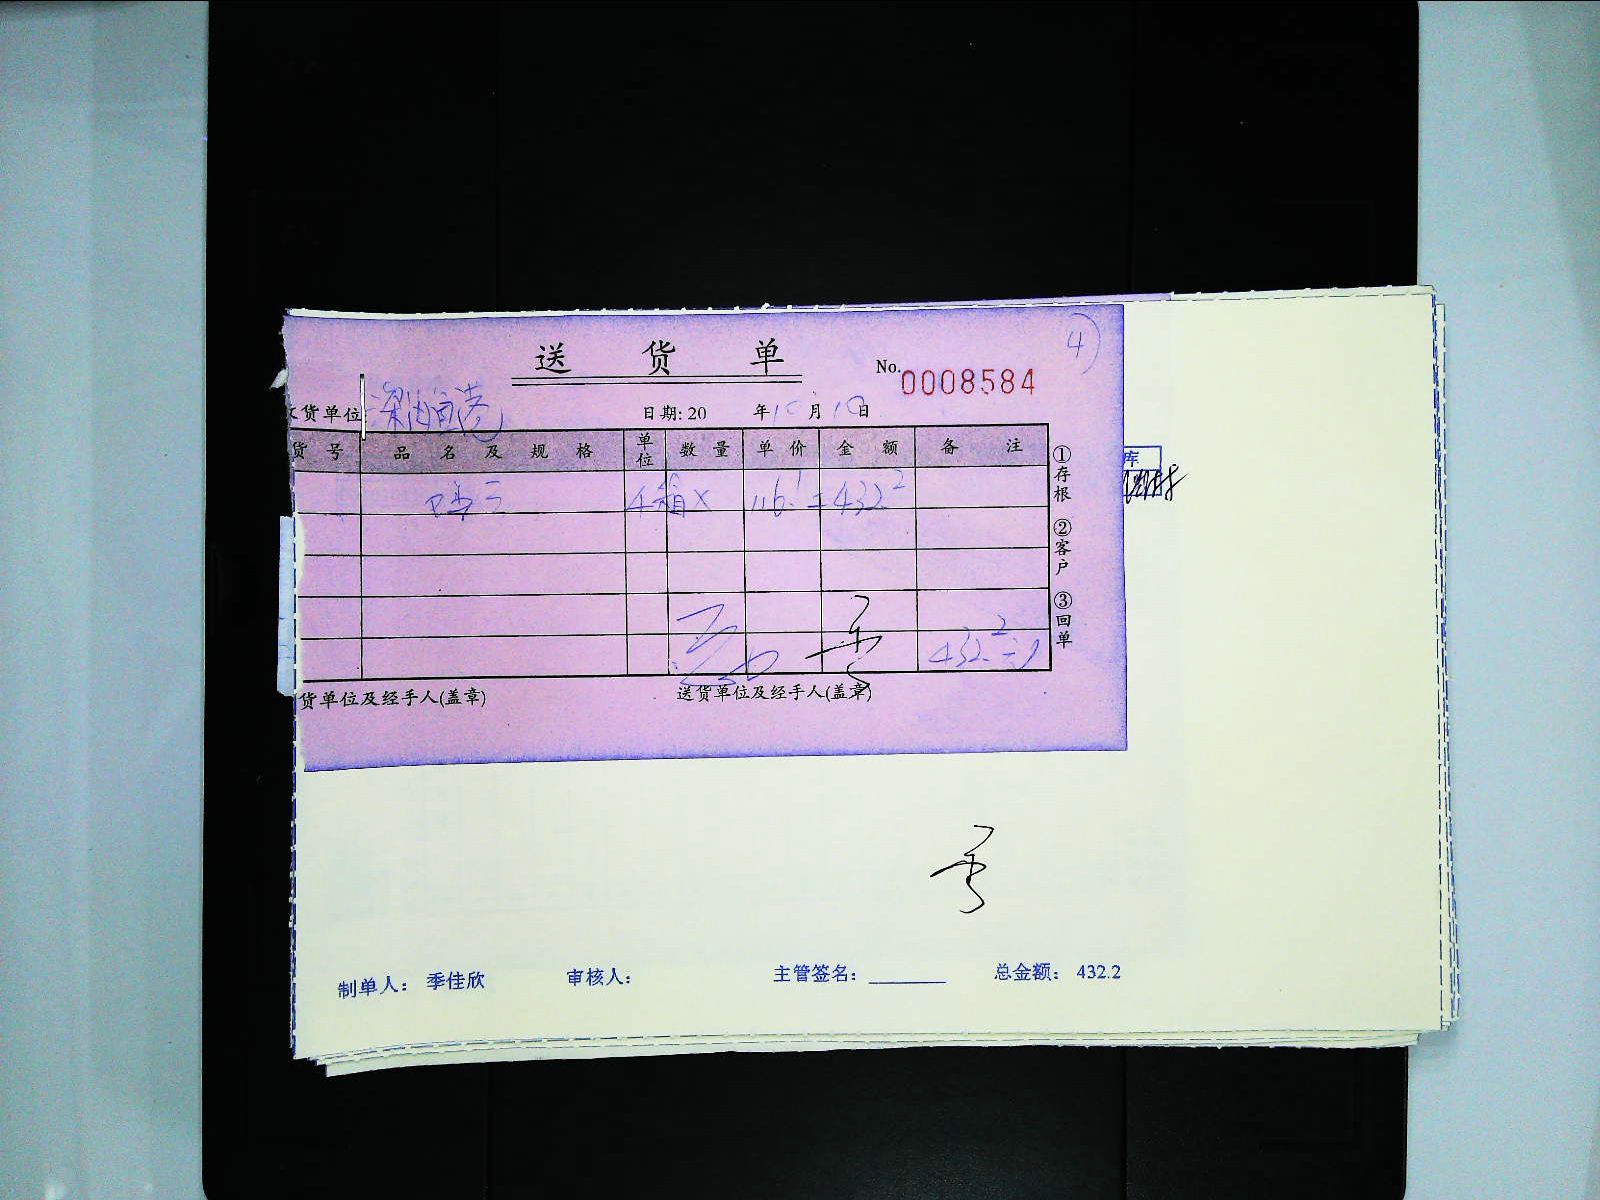 送 货 单
No. 0008584
4
货单位
日期: 20 年 10 月 10 日
货 号 品 名 及 规 格 单位 数 量 单 价 金 额 备 注
4箱X = 432.2
432.2
①存根 ②客户 ③回单
库
货单位及经手人(盖章) 送货单位及经手人(盖章)
制单人: 季佳欣 审核人: 主管签名: 总金额: 432.2